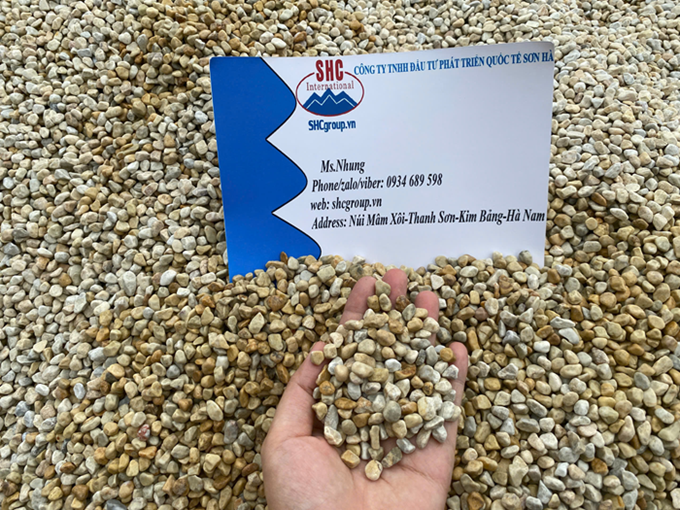 SHC
International
SHCgroup.vn
CÔNG TY TNHH ĐẦU TƯ PHÁT TRIỂN QUỐC TẾ SƠN HÀ
Ms.Nhung
Phone/zalo/viber: 0934 689 598
web: shcgroup.vn
Address: Núi Mâm Xôi-Thanh Sơn-Kim Bảng-Hà Nam